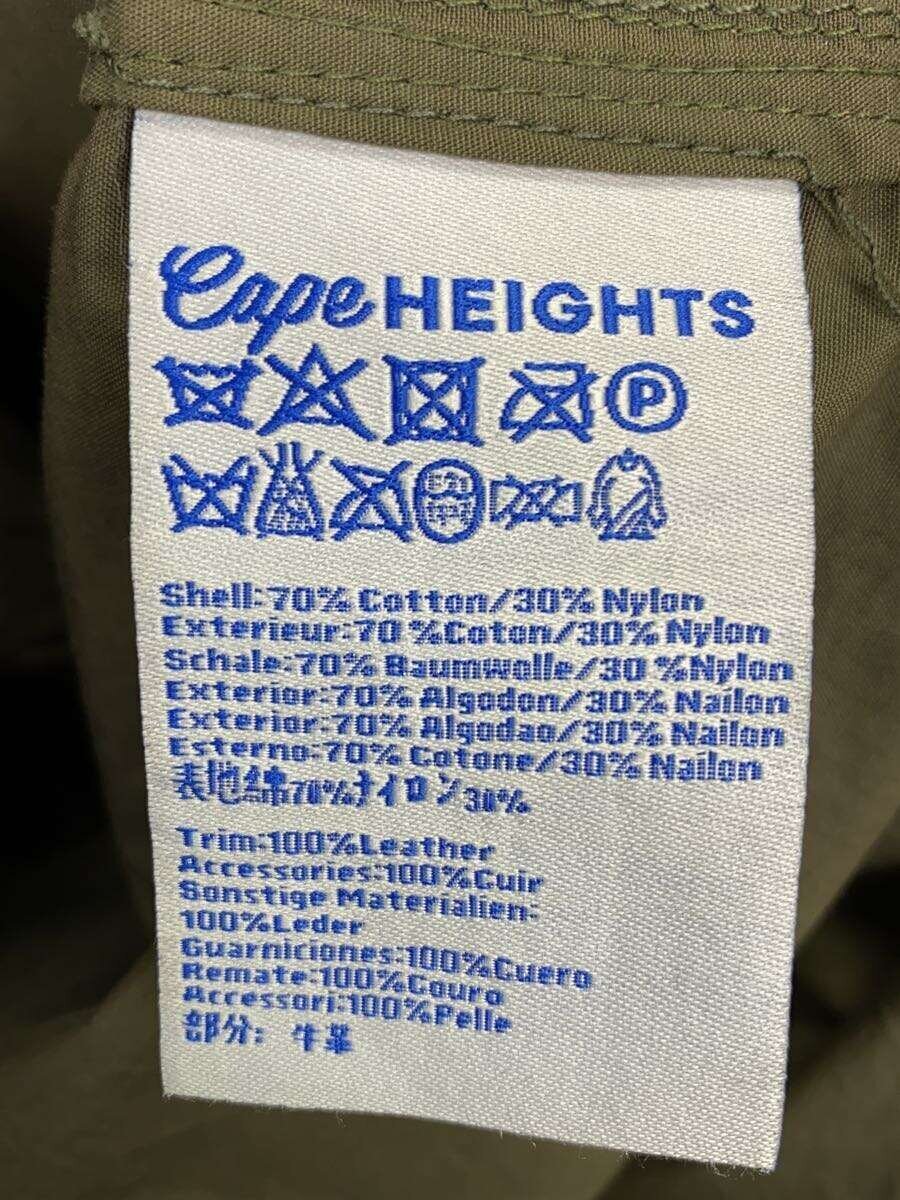 Cape HEIGHTS
P
Shell:70% Cotton/30% Nylon
Exterieur:70 %Coton/30% Nylon
Schale:70% Baumwolle/30 %Nylon
Exterior:70% Algodon/30% Nailon
Exterior:70% Algodao/30% Nailon
Esterno:70% Cotone/30% Nailon
表地綿70%ナイロン30%
Trim:100%Leather
Accessories:100%Cuir
Sonstige Materialien:
100%Leder
Guarniciones:100%Cuero
Remate:100%Couro
Accessori:100%Pelle
部分: 牛革